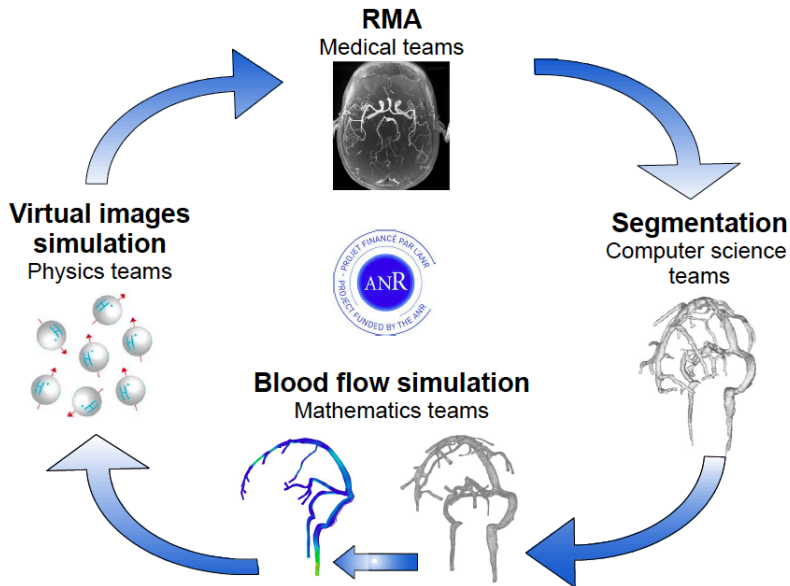 RMA
Medical teams
Virtual images
simulation
Physics teams
Segmentation
Computer science
teams
- PROJET FINANCÉ PAR L'ANR -
PROJECT FUNDED BY THE ANR
ANR
Blood flow simulation
Mathematics teams
H+
H+
H+
H+
H+
H+
H+